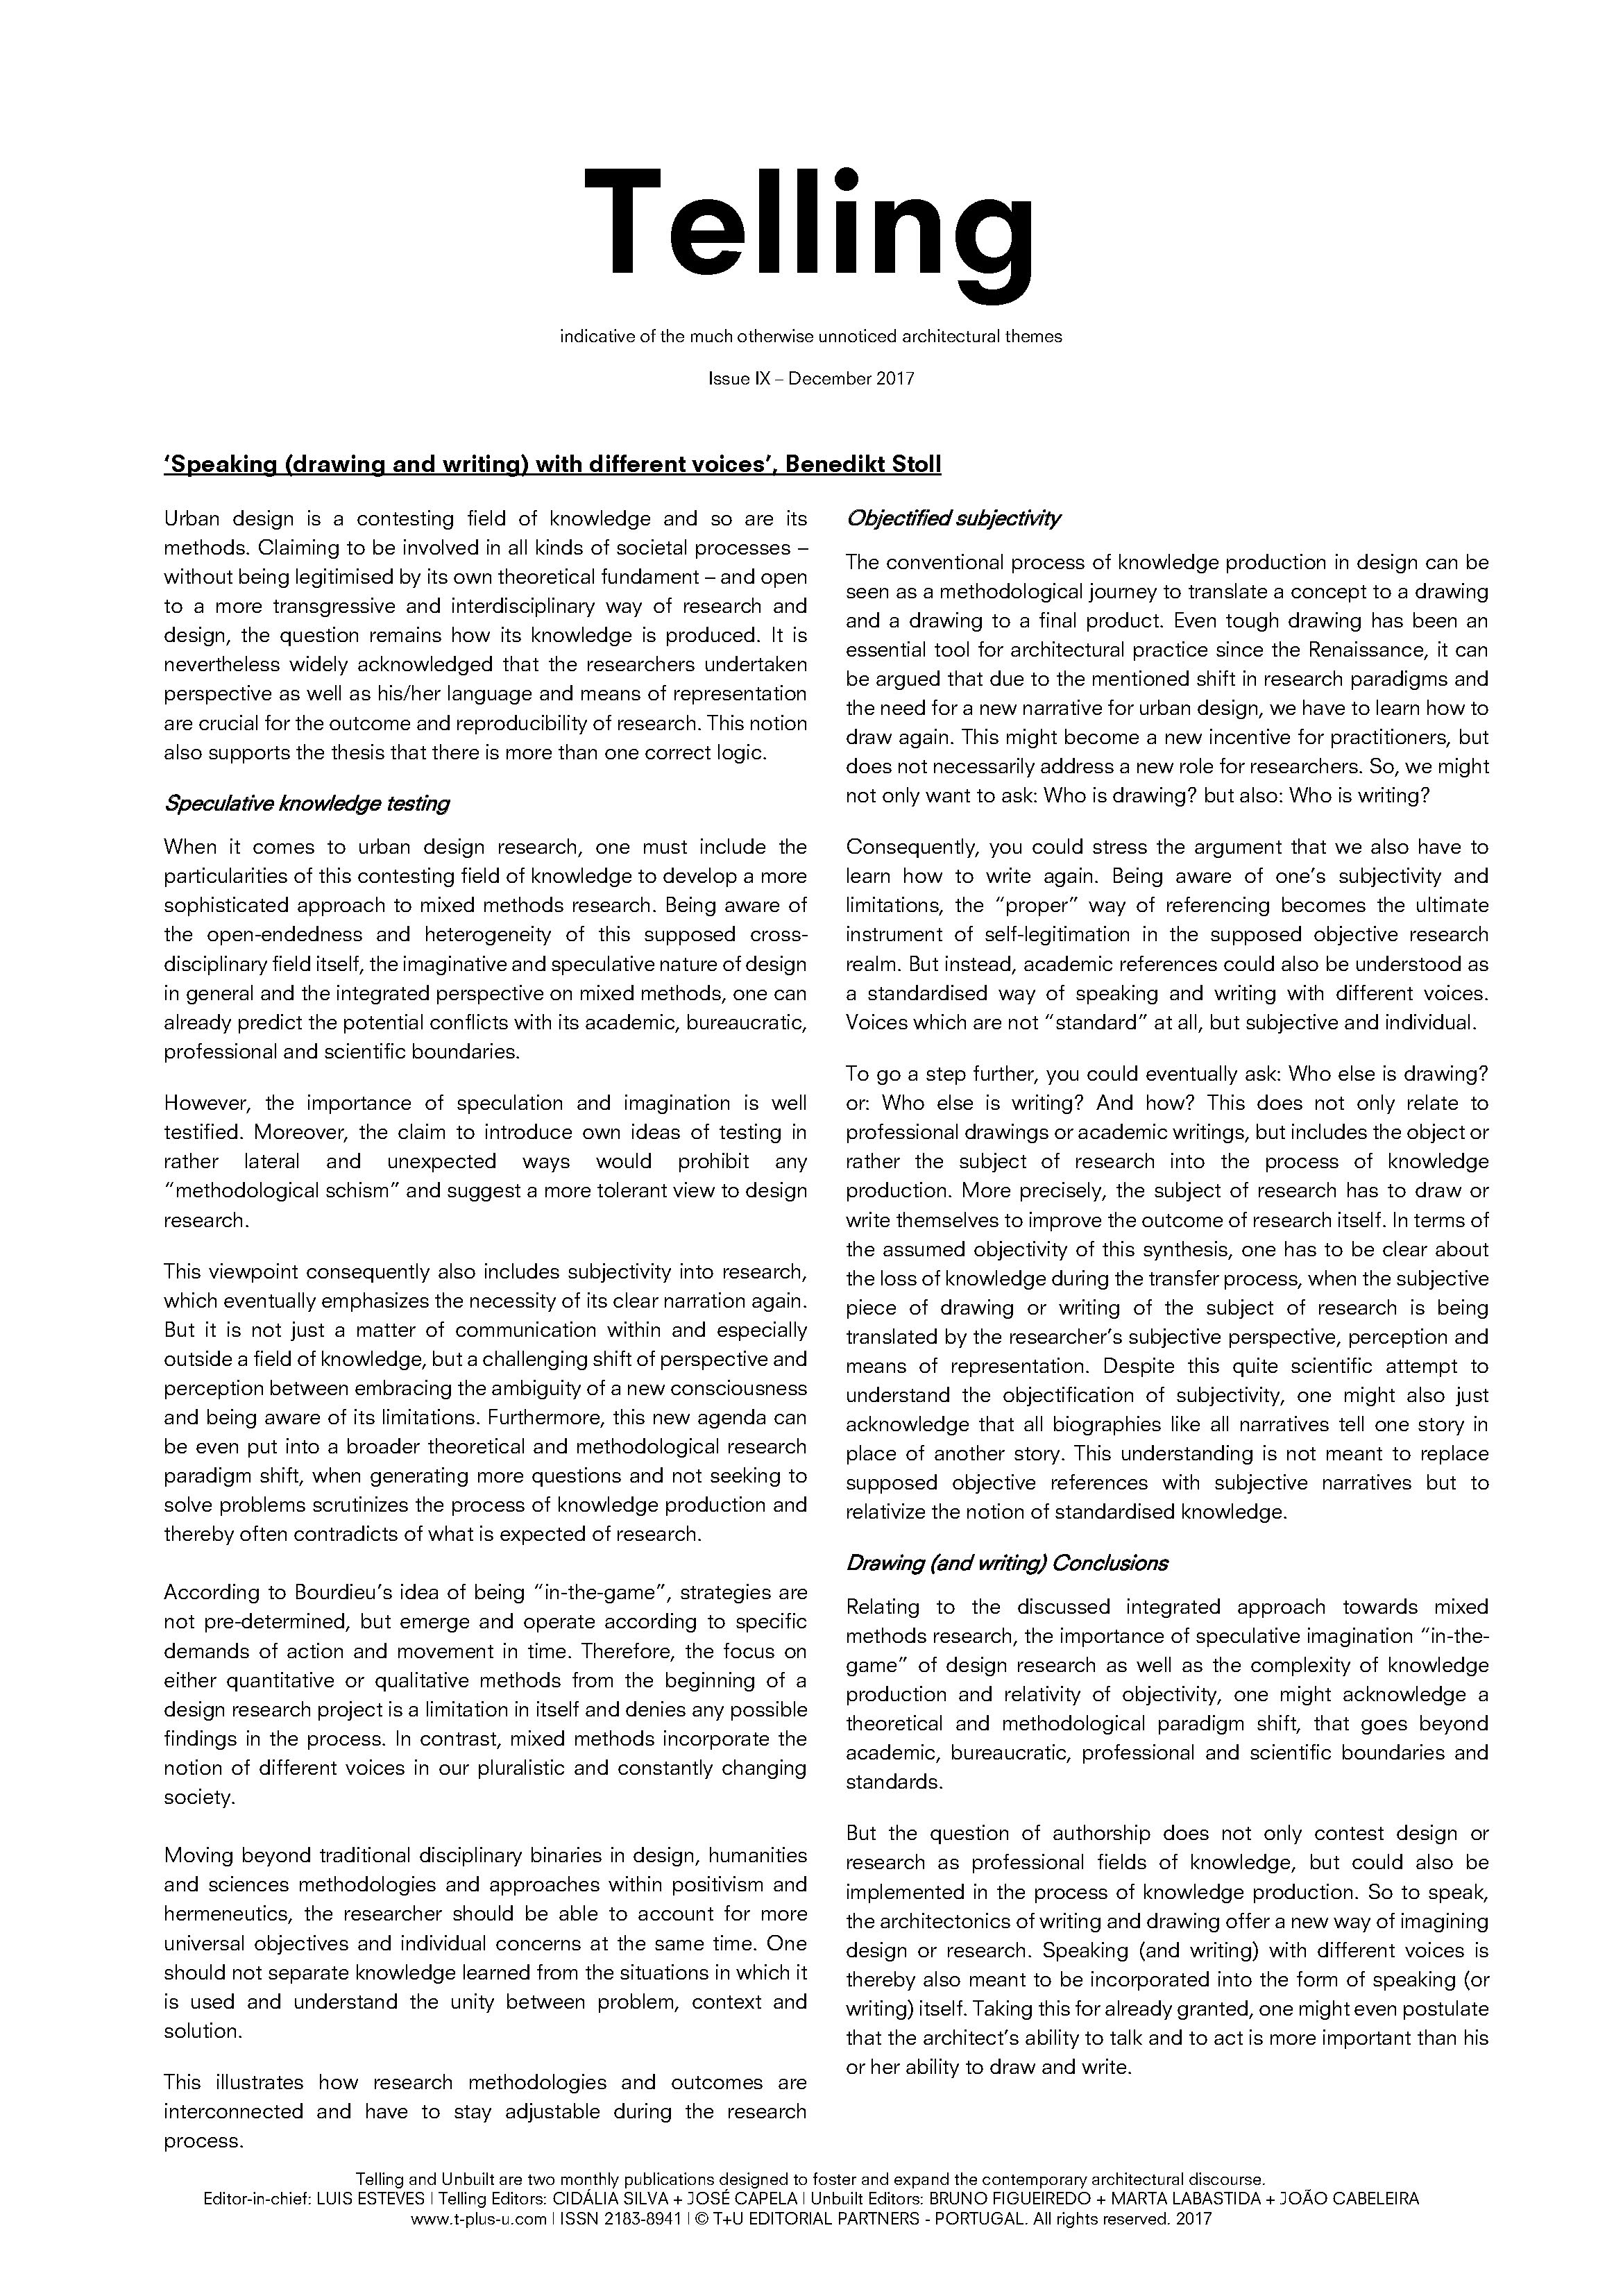 Telling
indicative of the much otherwise unnoticed architectural themes
Issue IX – December 2017
‘Speaking (drawing and writing) with different voices’, Benedikt Stoll
Urban design is a contesting field of knowledge and so are its
methods. Claiming to be involved in all kinds of societal processes –
without being legitimised by its own theoretical fundament – and open
to a more transgressive and interdisciplinary way of research and
design, the question remains how its knowledge is produced. It is
nevertheless widely acknowledged that the researchers undertaken
perspective as well as his/her language and means of representation
are crucial for the outcome and reproducibility of research. This notion
also supports the thesis that there is more than one correct logic.
Speculative knowledge testing
When it comes to urban design research, one must include the
particularities of this contesting field of knowledge to develop a more
sophisticated approach to mixed methods research. Being aware of
the open-endedness and heterogeneity of this supposed cross-
disciplinary field itself, the imaginative and speculative nature of design
in general and the integrated perspective on mixed methods, one can
already predict the potential conflicts with its academic, bureaucratic,
professional and scientific boundaries.
However, the importance of speculation and imagination is well
testified. Moreover, the claim to introduce own ideas of testing in
rather lateral and unexpected ways would prohibit any
“methodological schism” and suggest a more tolerant view to design
research.
This viewpoint consequently also includes subjectivity into research,
which eventually emphasizes the necessity of its clear narration again.
But it is not just a matter of communication within and especially
outside a field of knowledge, but a challenging shift of perspective and
perception between embracing the ambiguity of a new consciousness
and being aware of its limitations. Furthermore, this new agenda can
be even put into a broader theoretical and methodological research
paradigm shift, when generating more questions and not seeking to
solve problems scrutinizes the process of knowledge production and
thereby often contradicts of what is expected of research.
According to Bourdieu’s idea of being “in-the-game”, strategies are
not pre-determined, but emerge and operate according to specific
demands of action and movement in time. Therefore, the focus on
either quantitative or qualitative methods from the beginning of a
design research project is a limitation in itself and denies any possible
findings in the process. In contrast, mixed methods incorporate the
notion of different voices in our pluralistic and constantly changing
society.
Moving beyond traditional disciplinary binaries in design, humanities
and sciences methodologies and approaches within positivism and
hermeneutics, the researcher should be able to account for more
universal objectives and individual concerns at the same time. One
should not separate knowledge learned from the situations in which it
is used and understand the unity between problem, context and
solution.
This illustrates how research methodologies and outcomes are
interconnected and have to stay adjustable during the research
process.
Objectified subjectivity
The conventional process of knowledge production in design can be
seen as a methodological journey to translate a concept to a drawing
and a drawing to a final product. Even tough drawing has been an
essential tool for architectural practice since the Renaissance, it can
be argued that due to the mentioned shift in research paradigms and
the need for a new narrative for urban design, we have to learn how to
draw again. This might become a new incentive for practitioners, but
does not necessarily address a new role for researchers. So, we might
not only want to ask: Who is drawing? but also: Who is writing?
Consequently, you could stress the argument that we also have to
learn how to write again. Being aware of one’s subjectivity and
limitations, the “proper” way of referencing becomes the ultimate
instrument of self-legitimation in the supposed objective research
realm. But instead, academic references could also be understood as
a standardised way of speaking and writing with different voices.
Voices which are not “standard” at all, but subjective and individual.
To go a step further, you could eventually ask: Who else is drawing?
or: Who else is writing? And how? This does not only relate to
professional drawings or academic writings, but includes the object or
rather the subject of research into the process of knowledge
production. More precisely, the subject of research has to draw or
write themselves to improve the outcome of research itself. In terms of
the assumed objectivity of this synthesis, one has to be clear about
the loss of knowledge during the transfer process, when the subjective
piece of drawing or writing of the subject of research is being
translated by the researcher’s subjective perspective, perception and
means of representation. Despite this quite scientific attempt to
understand the objectification of subjectivity, one might also just
acknowledge that all biographies like all narratives tell one story in
place of another story. This understanding is not meant to replace
supposed objective references with subjective narratives but to
relativize the notion of standardised knowledge.
Drawing (and writing) Conclusions
Relating to the discussed integrated approach towards mixed
methods research, the importance of speculative imagination “in-the-
game” of design research as well as the complexity of knowledge
production and relativity of objectivity, one might acknowledge a
theoretical and methodological paradigm shift, that goes beyond
academic, bureaucratic, professional and scientific boundaries and
standards.
But the question of authorship does not only contest design or
research as professional fields of knowledge, but could also be
implemented in the process of knowledge production. So to speak,
the architectonics of writing and drawing offer a new way of imagining
design or research. Speaking (and writing) with different voices is
thereby also meant to be incorporated into the form of speaking (or
writing) itself. Taking this for already granted, one might even postulate
that the architect’s ability to talk and to act is more important than his
or her ability to draw and write.
Telling and Unbuilt are two monthly publications designed to foster and expand the contemporary architectural discourse.
Editor-in-chief: LUIS ESTEVES | Telling Editors: CIDÁLIA SILVA + JOSÉ CAPELA | Unbuilt Editors: BRUNO FIGUEIREDO + MARTA LABASTIDA + JOÃO CABELEIRA
www.t-plus-u.com | ISSN 2183-8941 | © T+U EDITORIAL PARTNERS - PORTUGAL. All rights reserved. 2017